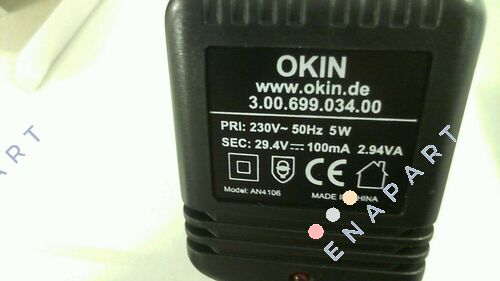 OKIN
www.okin.de
3.00.699.034.00
PRI: 230V~ 50Hz 5W
SEC: 29.4V⎓ 100mA 2.94VA
CE
Model: AN4106
MADE IN CHINA
ENAPART
ENAPART